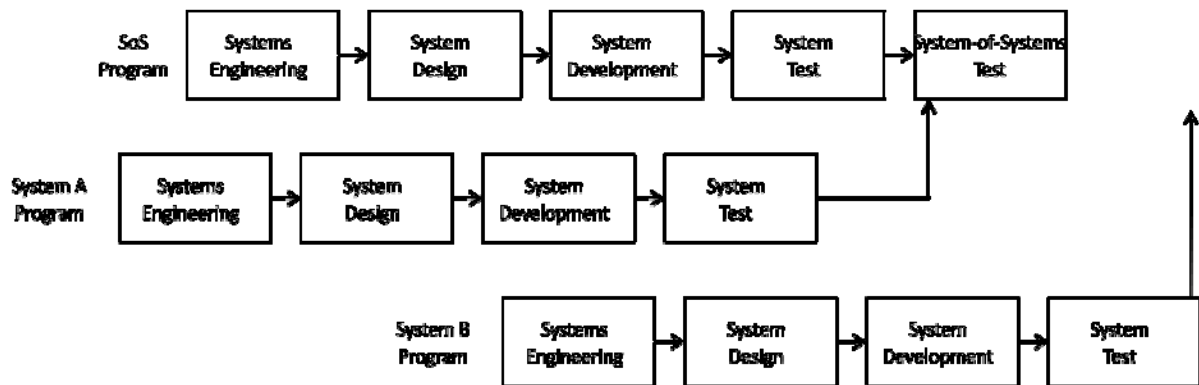 SoS
Program
Systems
Engineering
System
Design
System
Development
System
Test
System-of-Systems
Test
System A
Program
Systems
Engineering
System
Design
System
Development
System
Test
System B
Program
Systems
Engineering
System
Design
System
Development
System
Test